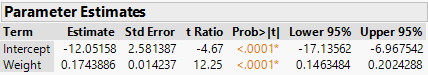 Parameter Estimates
Term Estimate Std Error t Ratio Prob>|t| Lower 95% Upper 95%
Intercept -12.05158 2.581387 -4.67 <.0001* -17.13562 -6.967542
Weight 0.1743886 0.014237 12.25 <.0001* 0.1463484 0.2024288